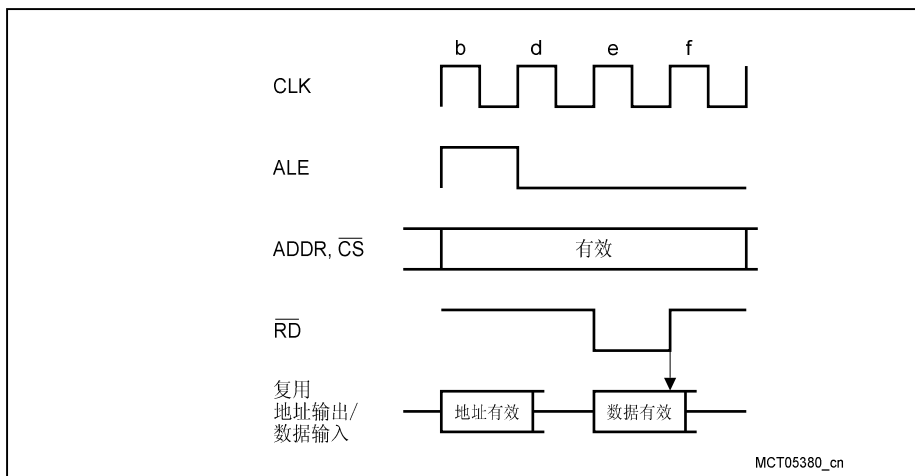 b d e f
CLK
ALE
ADDR, CS
有效
RD
复用
地址输出/
数据输入
地址有效
数据有效
MCT05380_cn